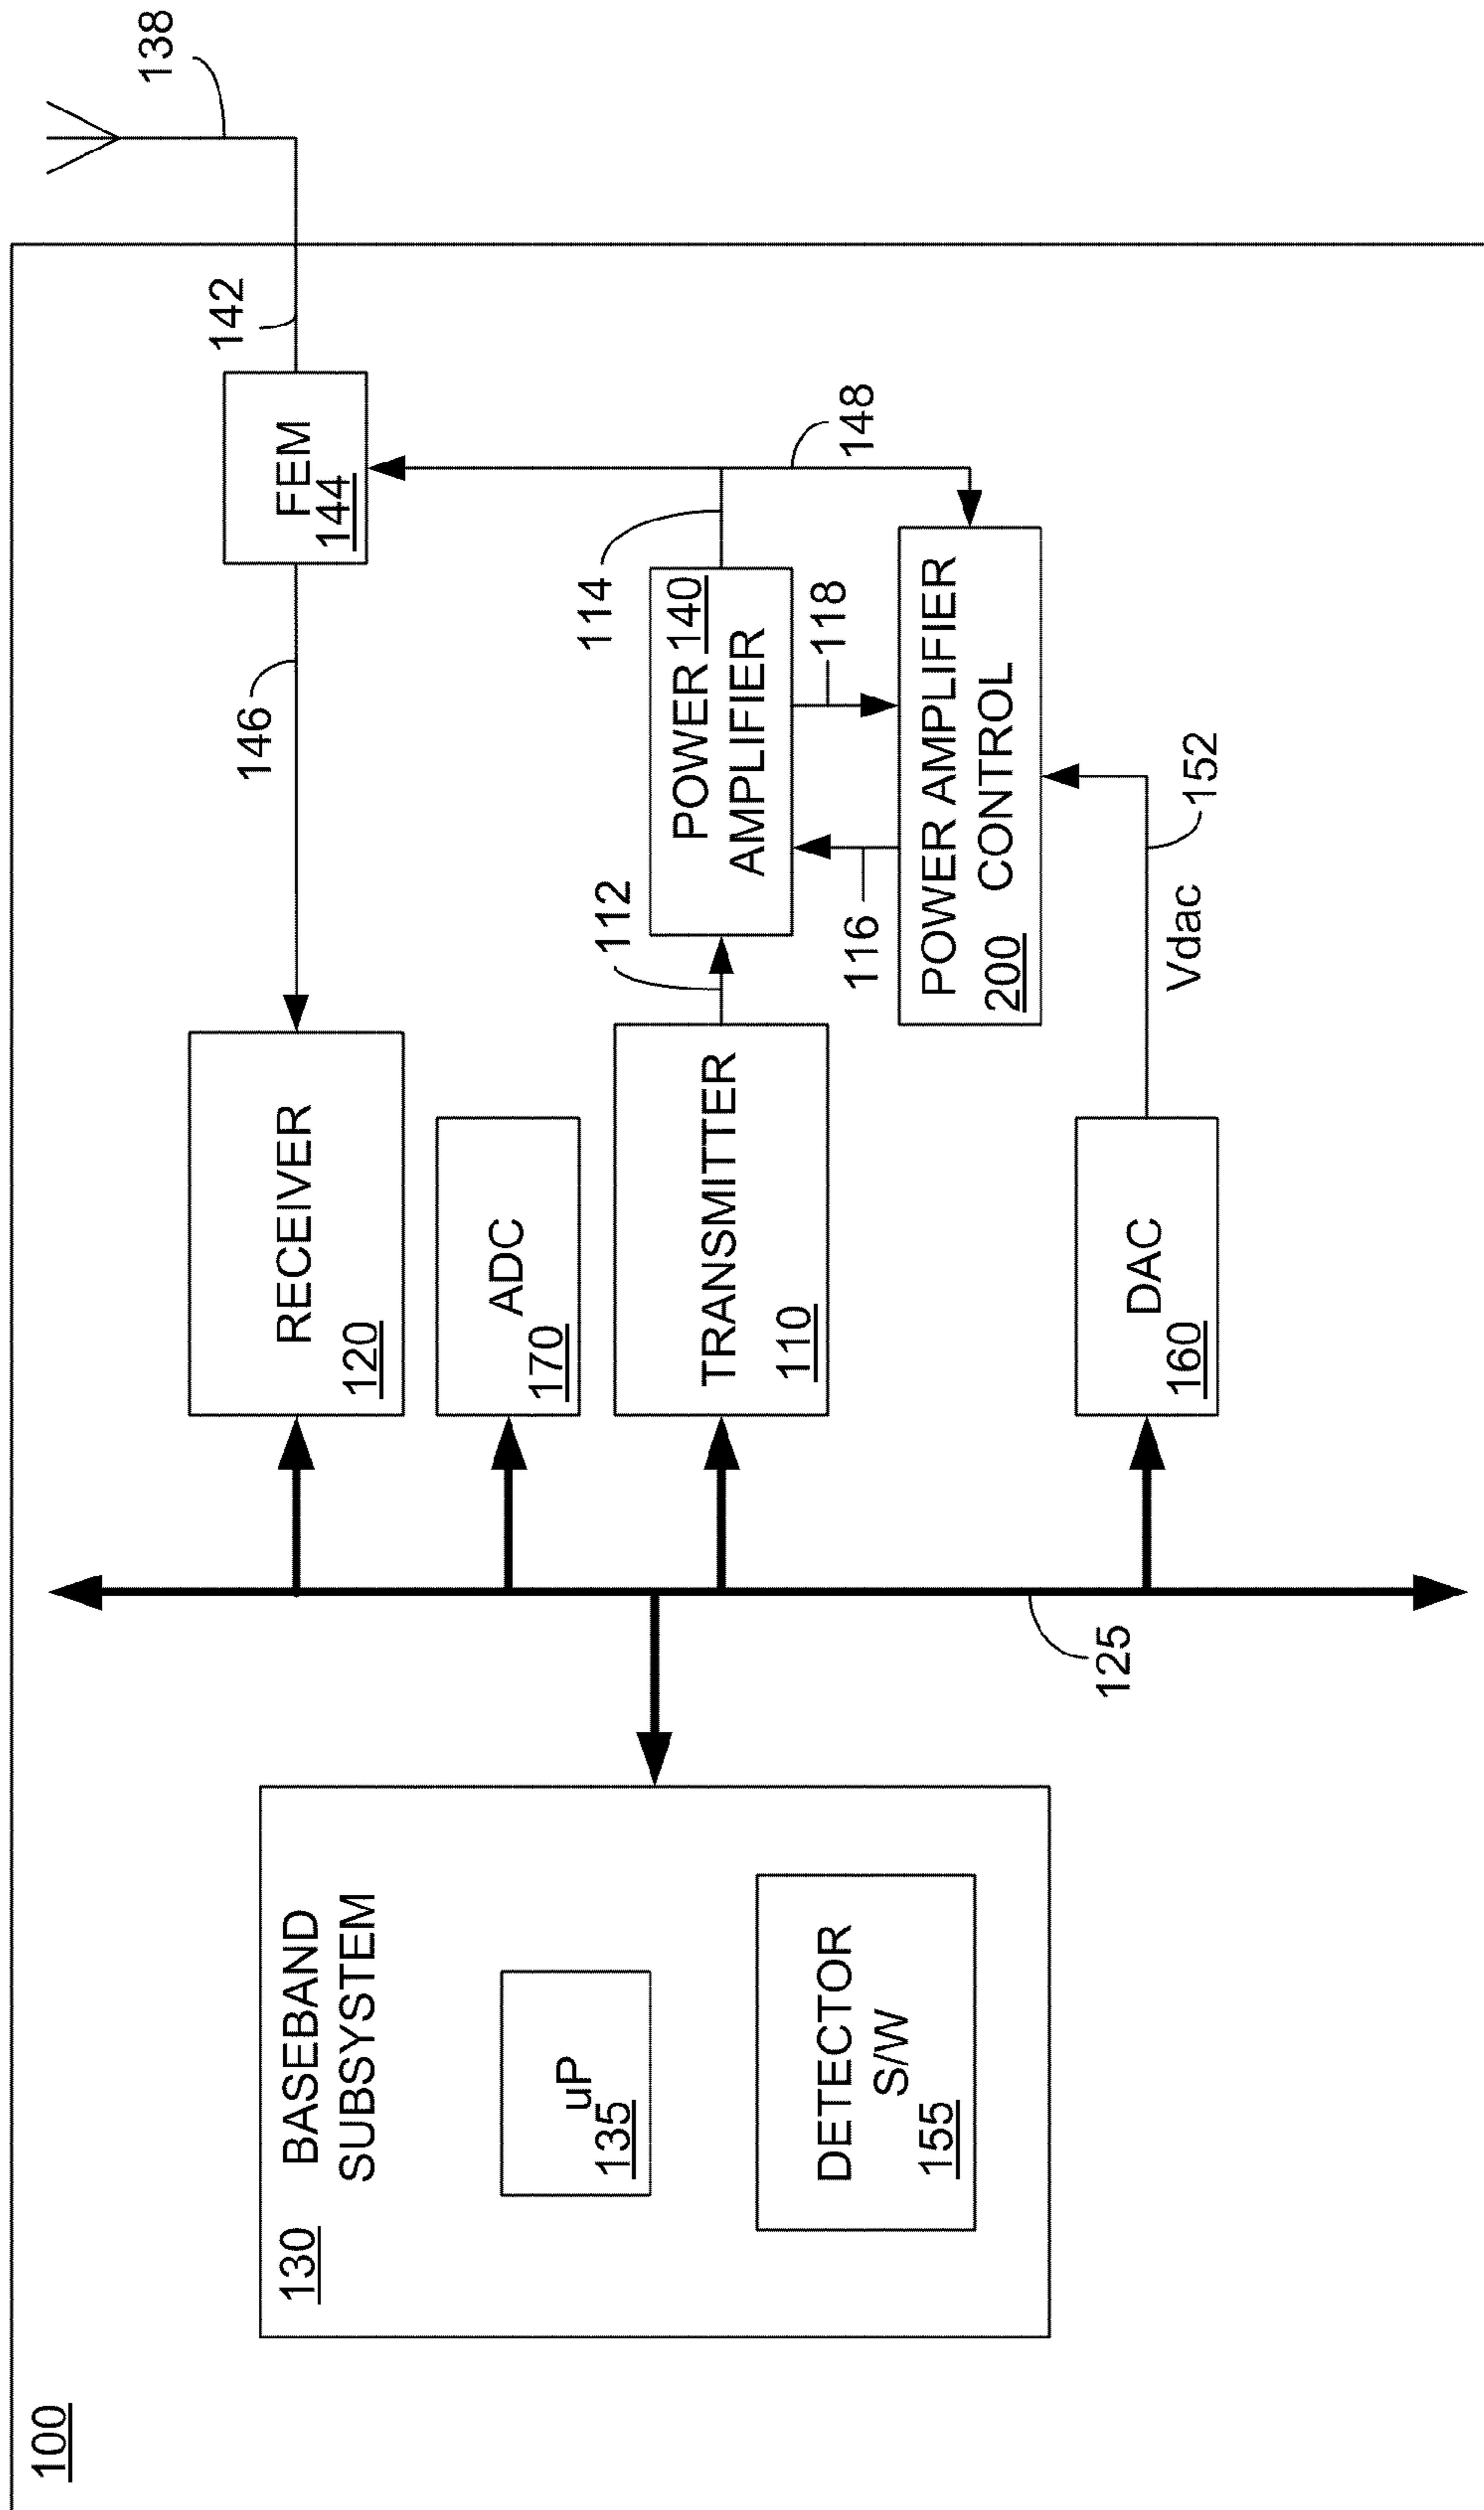 100
130 BASEBAND
SUBSYSTEM
uP
135
DETECTOR
S/W
155
125
RECEIVER
120
ADC
170
TRANSMITTER
110
DAC
160
146
112
114
POWER 140
AMPLIFIER
116
118
POWER AMPLIFIER
200 CONTROL
Vdac
152
148
FEM
144
142
138